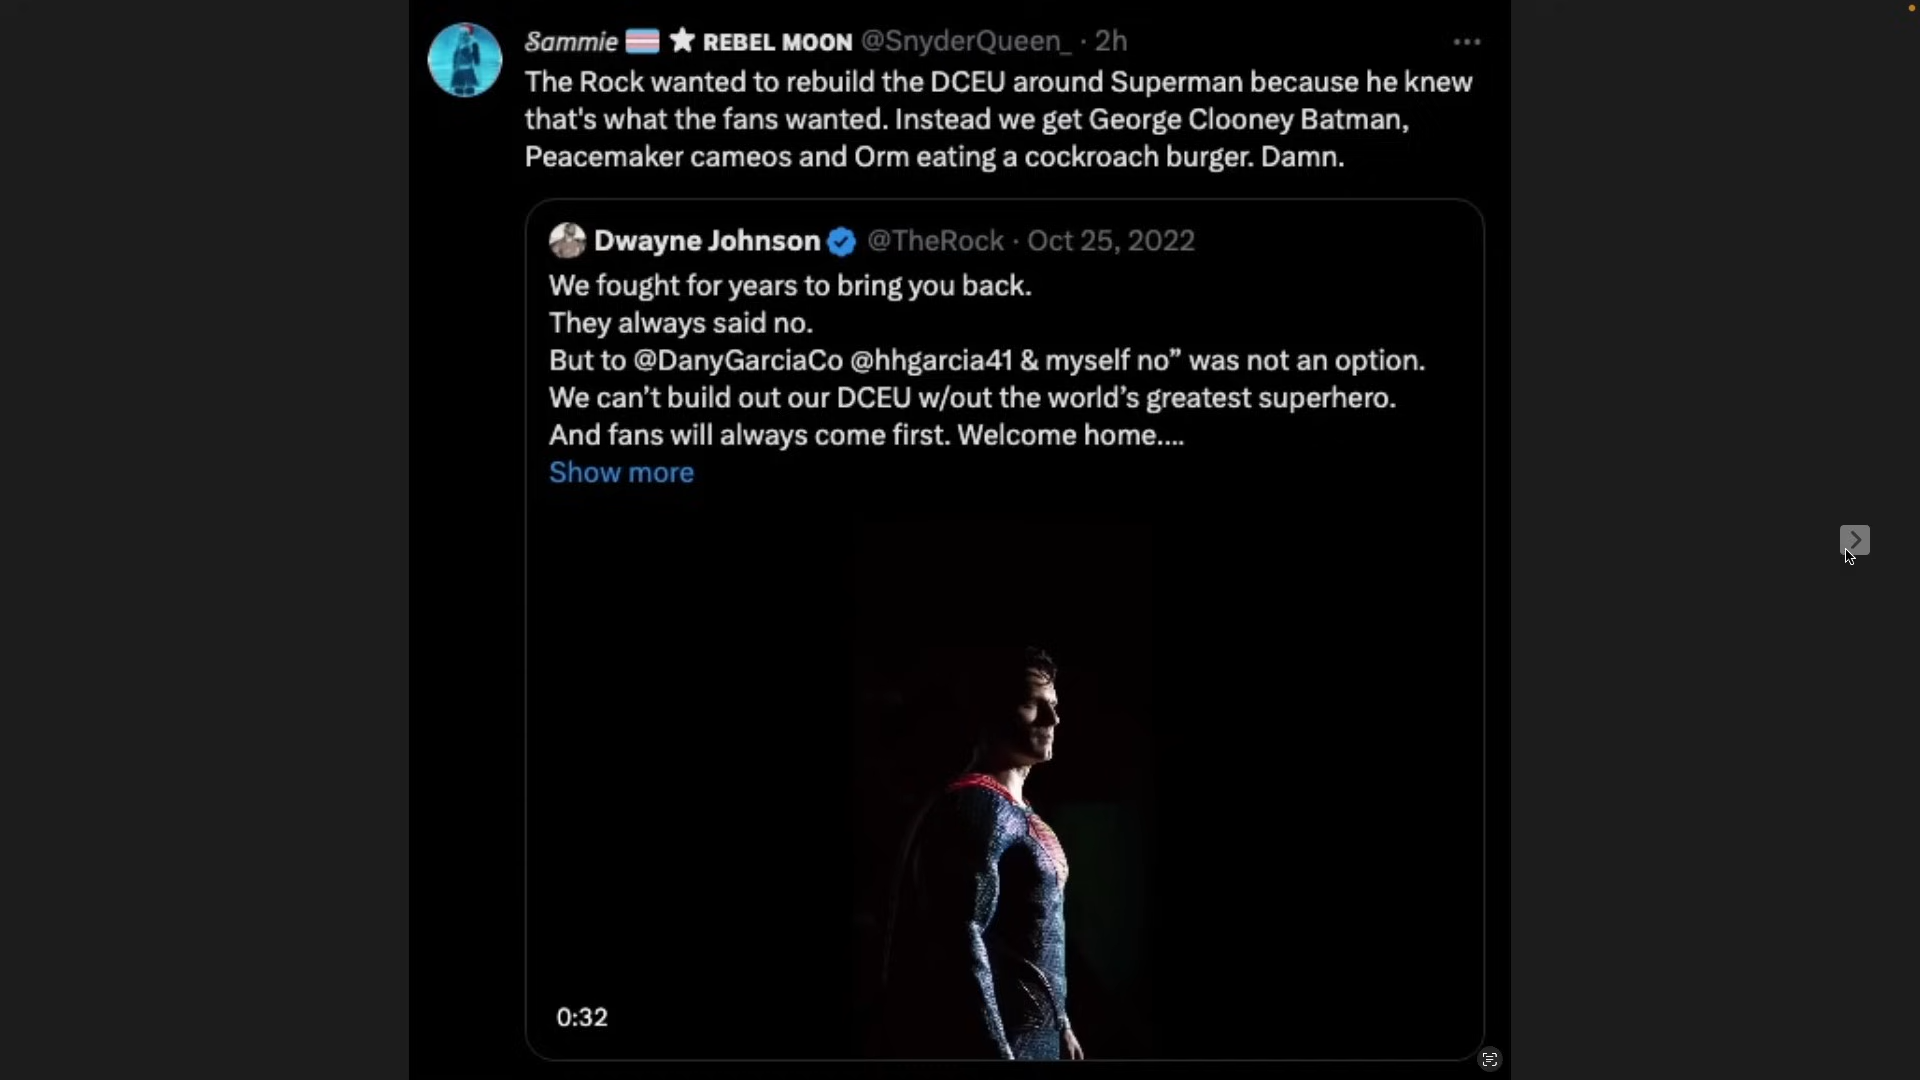 Sammie ★ REBEL MOON @SnyderQueen_ · 2h
The Rock wanted to rebuild the DCEU around Superman because he knew
that's what the fans wanted. Instead we get George Clooney Batman,
Peacemaker cameos and Orm eating a cockroach burger. Damn.
Dwayne Johnson @TheRock · Oct 25, 2022
We fought for years to bring you back.
They always said no.
But to @DanyGarciaCo @hhgarcia41 & myself no” was not an option.
We can’t build out our DCEU w/out the world’s greatest superhero.
And fans will always come first. Welcome home....
Show more
0:32